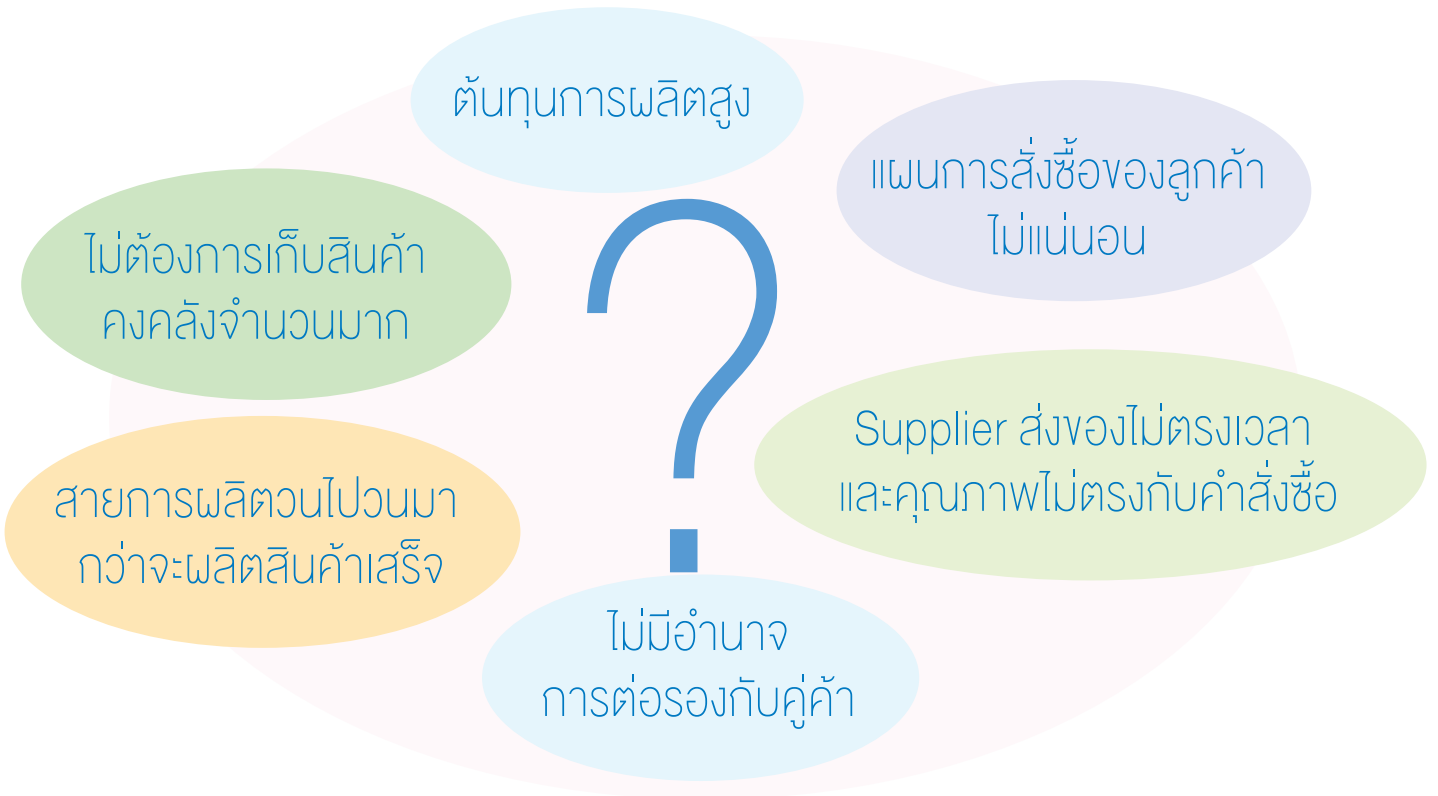 ต้นทุนการผลิตสูง
แผนการสั่งซื้อของลูกค้า
ไม่แน่นอน
ไม่ต้องการเก็บสินค้า
คงคลังจำนวนมาก
?
Supplier ส่งของไม่ตรงเวลา
และคุณภาพไม่ตรงกับคำสั่งซื้อ
สายการผลิตวนไปวนมา
กว่าจะผลิตสินค้าเสร็จ
ไม่มีอำนาจ
การต่อรองกับคู่ค้า